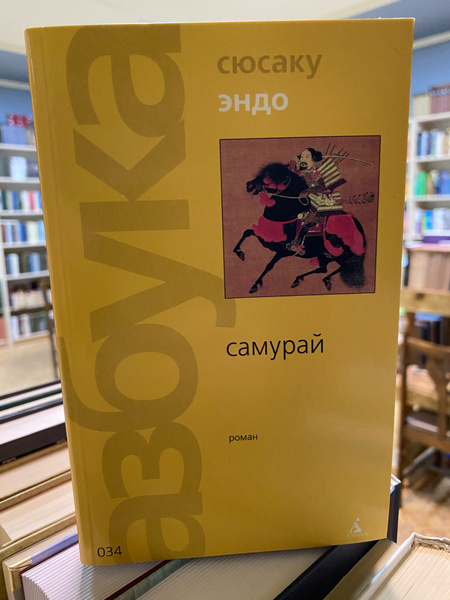 азбука
сюсаку
эндо
самурай
роман
034